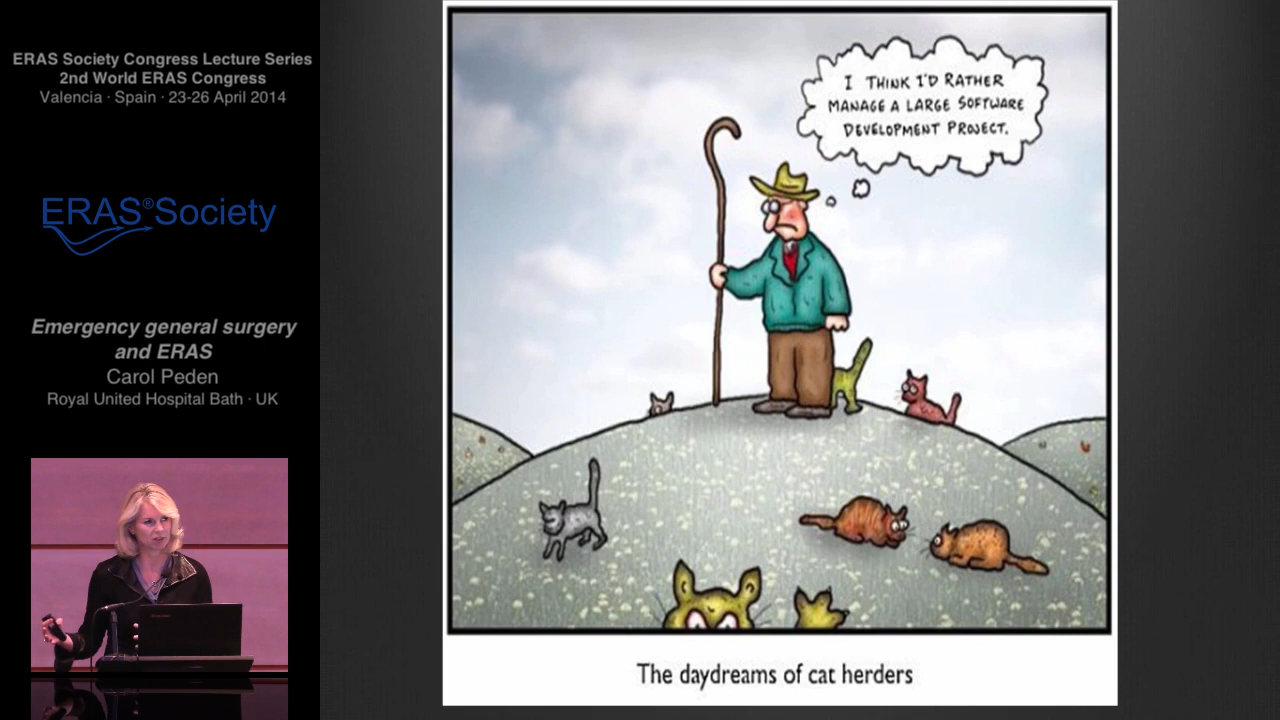 ERAS Society Congress Lecture Series
2nd World ERAS Congress
Valencia · Spain · 23-26 April 2014
ERAS®Society
Emergency general surgery
and ERAS
Carol Peden
Royal United Hospital Bath · UK
I THINK I'D RATHER
MANAGE A LARGE SOFTWARE
DEVELOPMENT PROJECT.
The daydreams of cat herders